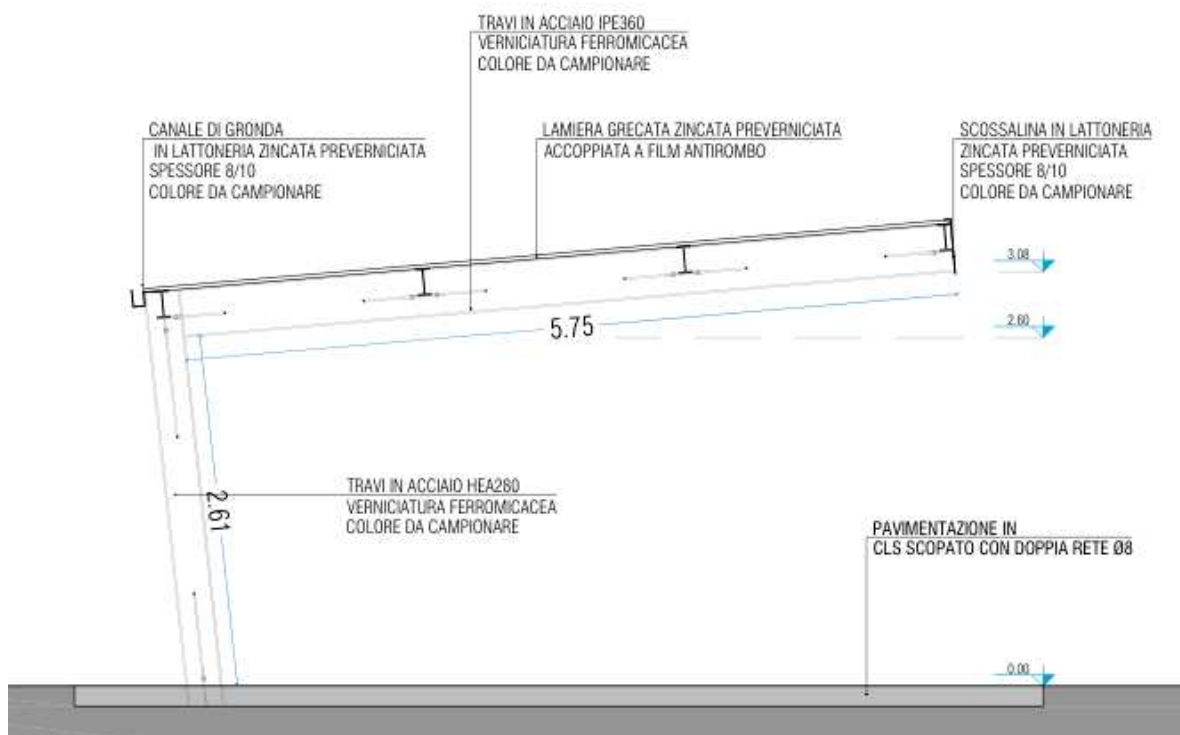 TRAVI IN ACCIAIO IPE360
VERNICIATURA FERROMICACEA
COLORE DA CAMPIONARE
CANALE DI GRONDA
IN LATTONERIA ZINCATA PREVERNICIATA
SPESSORE 8/10
COLORE DA CAMPIONARE
LAMIERA GRECATA ZINCATA PREVERNICIATA
ACCOPPIATA A FILM ANTIROMBO
SCOSSALINA IN LATTONERIA
ZINCATA PREVERNICIATA
SPESSORE 8/10
COLORE DA CAMPIONARE
3.08
5.75
2.60
2.61
TRAVI IN ACCIAIO HEA280
VERNICIATURA FERROMICACEA
COLORE DA CAMPIONARE
PAVIMENTAZIONE IN
CLS SCOPATO CON DOPPIA RETE Ø8
0.00